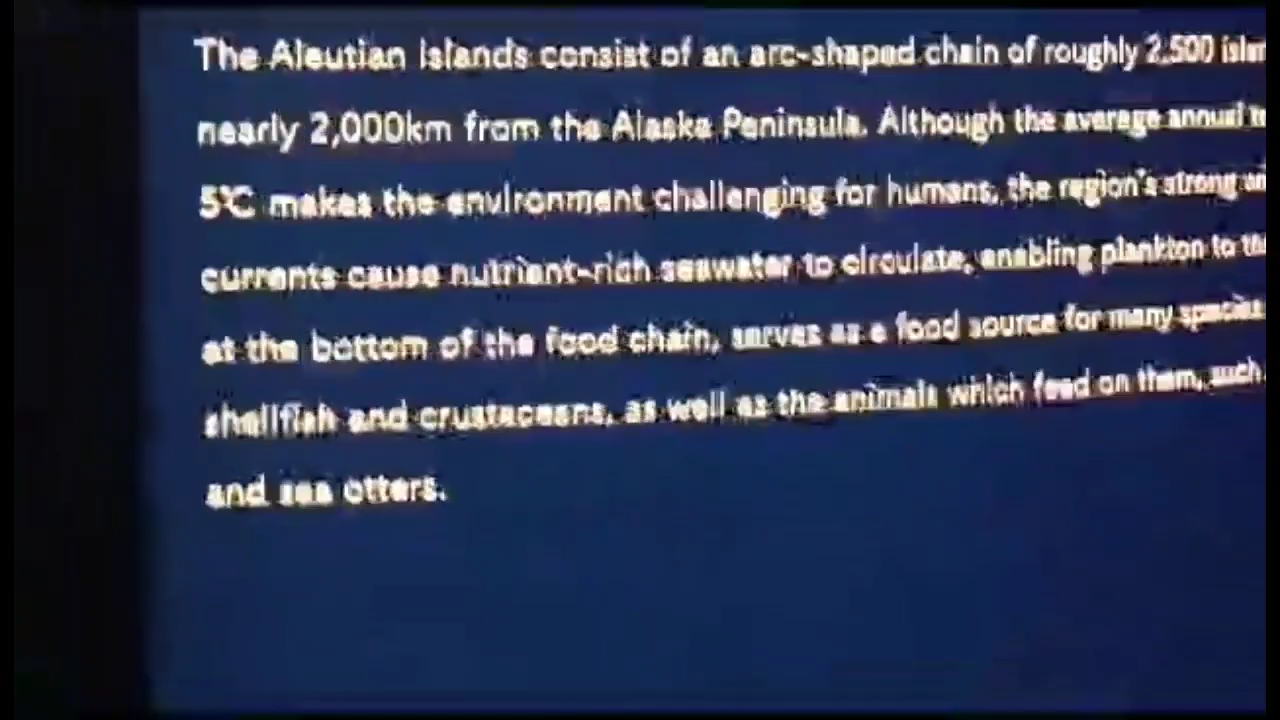 The Aleutian Islands consist of an arc-shaped chain of roughly 2,500
nearly 2,000km from the Alaska Peninsula. Although the average annual
5°C makes the environment challenging for humans, the region's strong
currents cause nutrient-rich seawater to circulate, enabling plankton to
at the bottom of the food chain, serves as a food source for many species
shellfish and crustaceans, as well as the animals which feed on them, such
and sea otters.